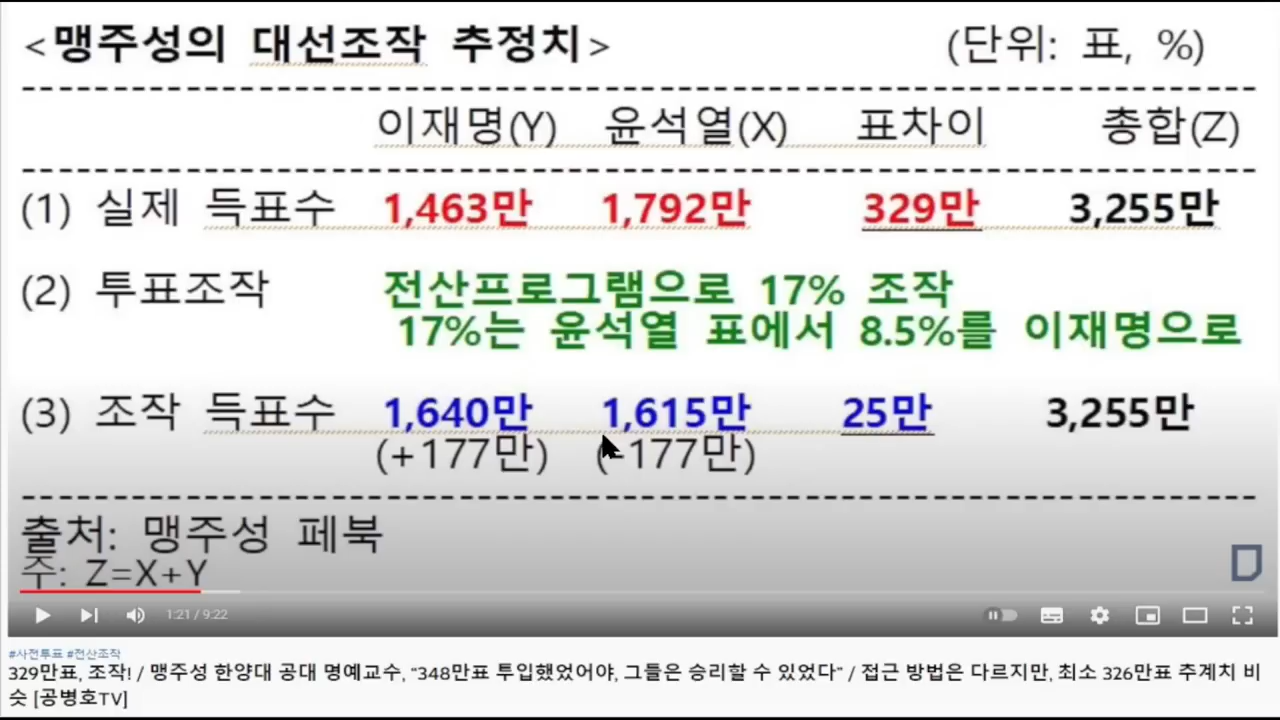 <맹주성의 대선조작 추정치> (단위: 표, %)
이재명(Y) 윤석열(X) 표차이 총합(Z)
(1) 실제 득표수 1,463만 1,792만 329만 3,255만
(2) 투표조작 전산프로그램으로 17% 조작
17%는 윤석열 표에서 8.5%를 이재명으로
(3) 조작 득표수 1,640만 1,615만 25만 3,255만
(+177만) (-177만)
출처: 맹주성 페북
주: Z=X+Y
1:21 / 9:22
#사전투표 #전산조작
329만표, 조작! / 맹주성 한양대 공대 명예교수, “348만표 투입했었어야, 그들은 승리할 수 있었다” / 접근 방법은 다르지만, 최소 326만표 추계치 비
슷 [공병호TV]